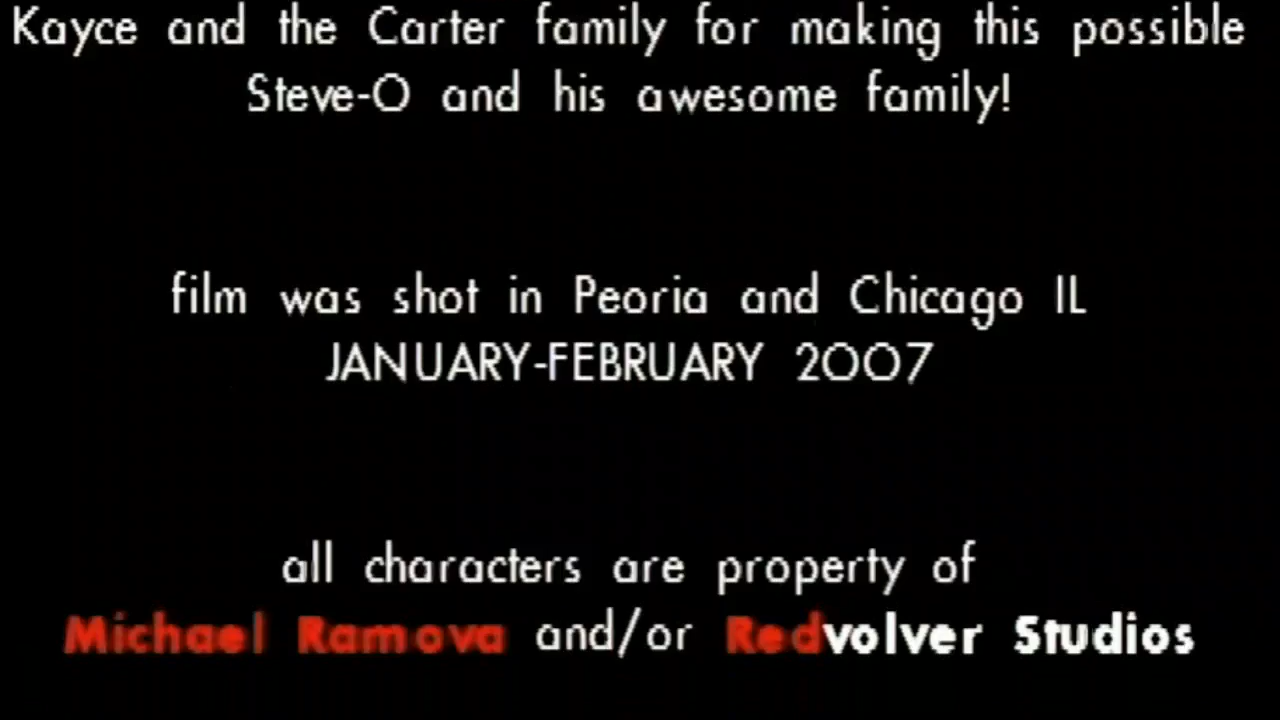 Kayce and the Carter family for making this possible
Steve-O and his awesome family!
film was shot in Peoria and Chicago IL
JANUARY-FEBRUARY 2007
all characters are property of
Michael Ramova and/or Redvolver Studios